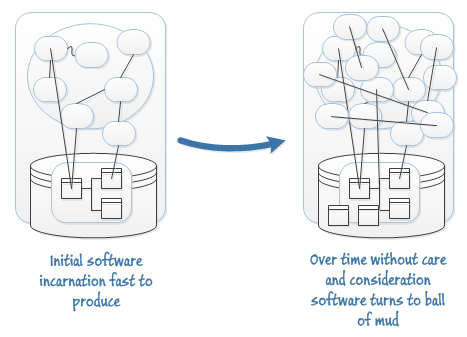 Initial software
incarnation fast to
produce
Over time without care
and consideration
software turns to ball
of mud